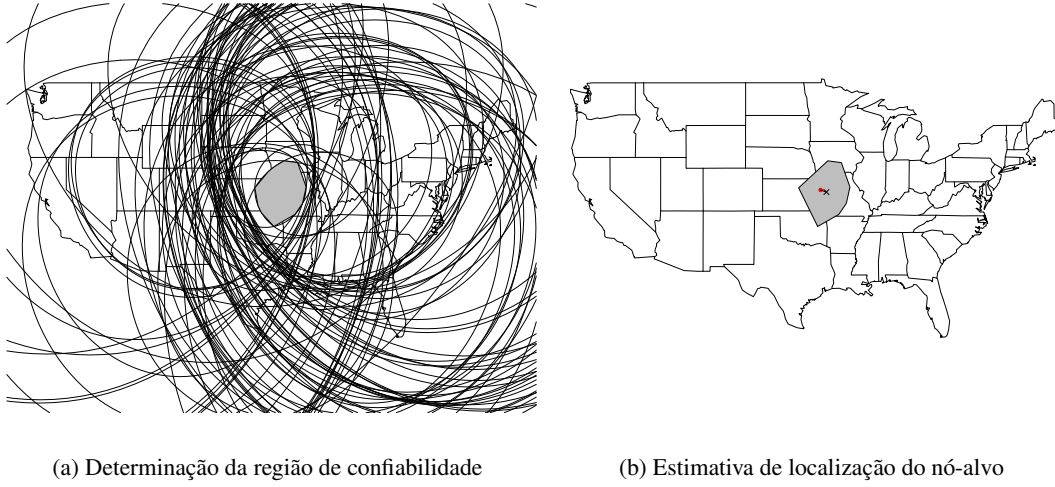 (a) Determinação da região de confiabilidade
(b) Estimativa de localização do nó-alvo